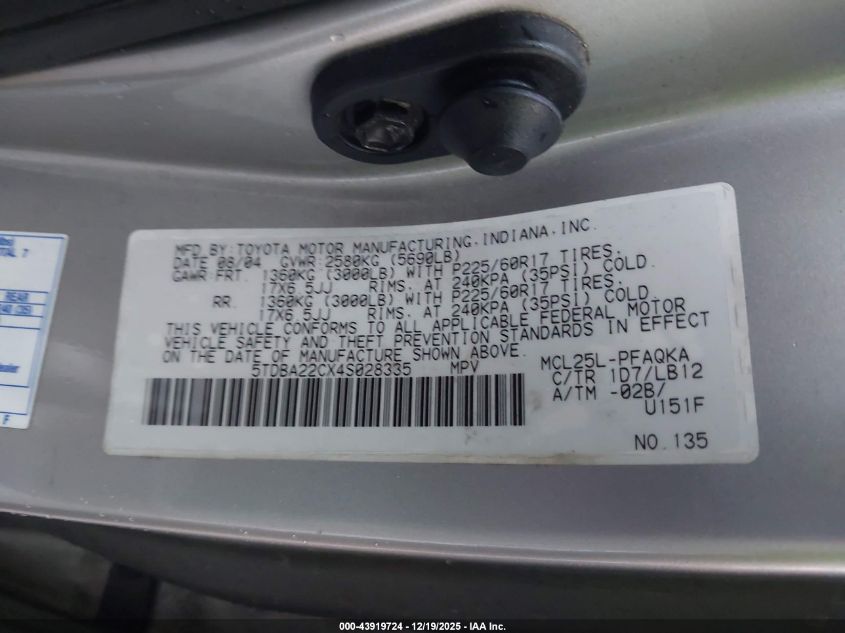 MFD. BY: TOYOTA MOTOR MANUFACTURING, INDIANA, INC.
DATE 08/04 GVWR 2580KG (5690LB)
GAWR FRT. 1360KG (3000LB) WITH P225/60R17 TIRES,
17X6.5JJ RIMS, AT 240KPA (35PSI) COLD.
RR. 1360KG (3000LB) WITH P225/60R17 TIRES,
17X6.5JJ RIMS, AT 240KPA (35PSI) COLD
THIS VEHICLE CONFORMS TO ALL APPLICABLE FEDERAL MOTOR
VEHICLE SAFETY AND THEFT PREVENTION STANDARDS IN EFFECT
ON THE DATE OF MANUFACTURE SHOWN ABOVE.
5TDBA22CX4S028335 MPV
MCL25L-PFAQKA
C/TR 1D7/LB12
A/TM -02B/
U151F
NO. 135
TOTAL 7
REAR
F
000-43919724 – 12/19/2025 – IAA Inc.